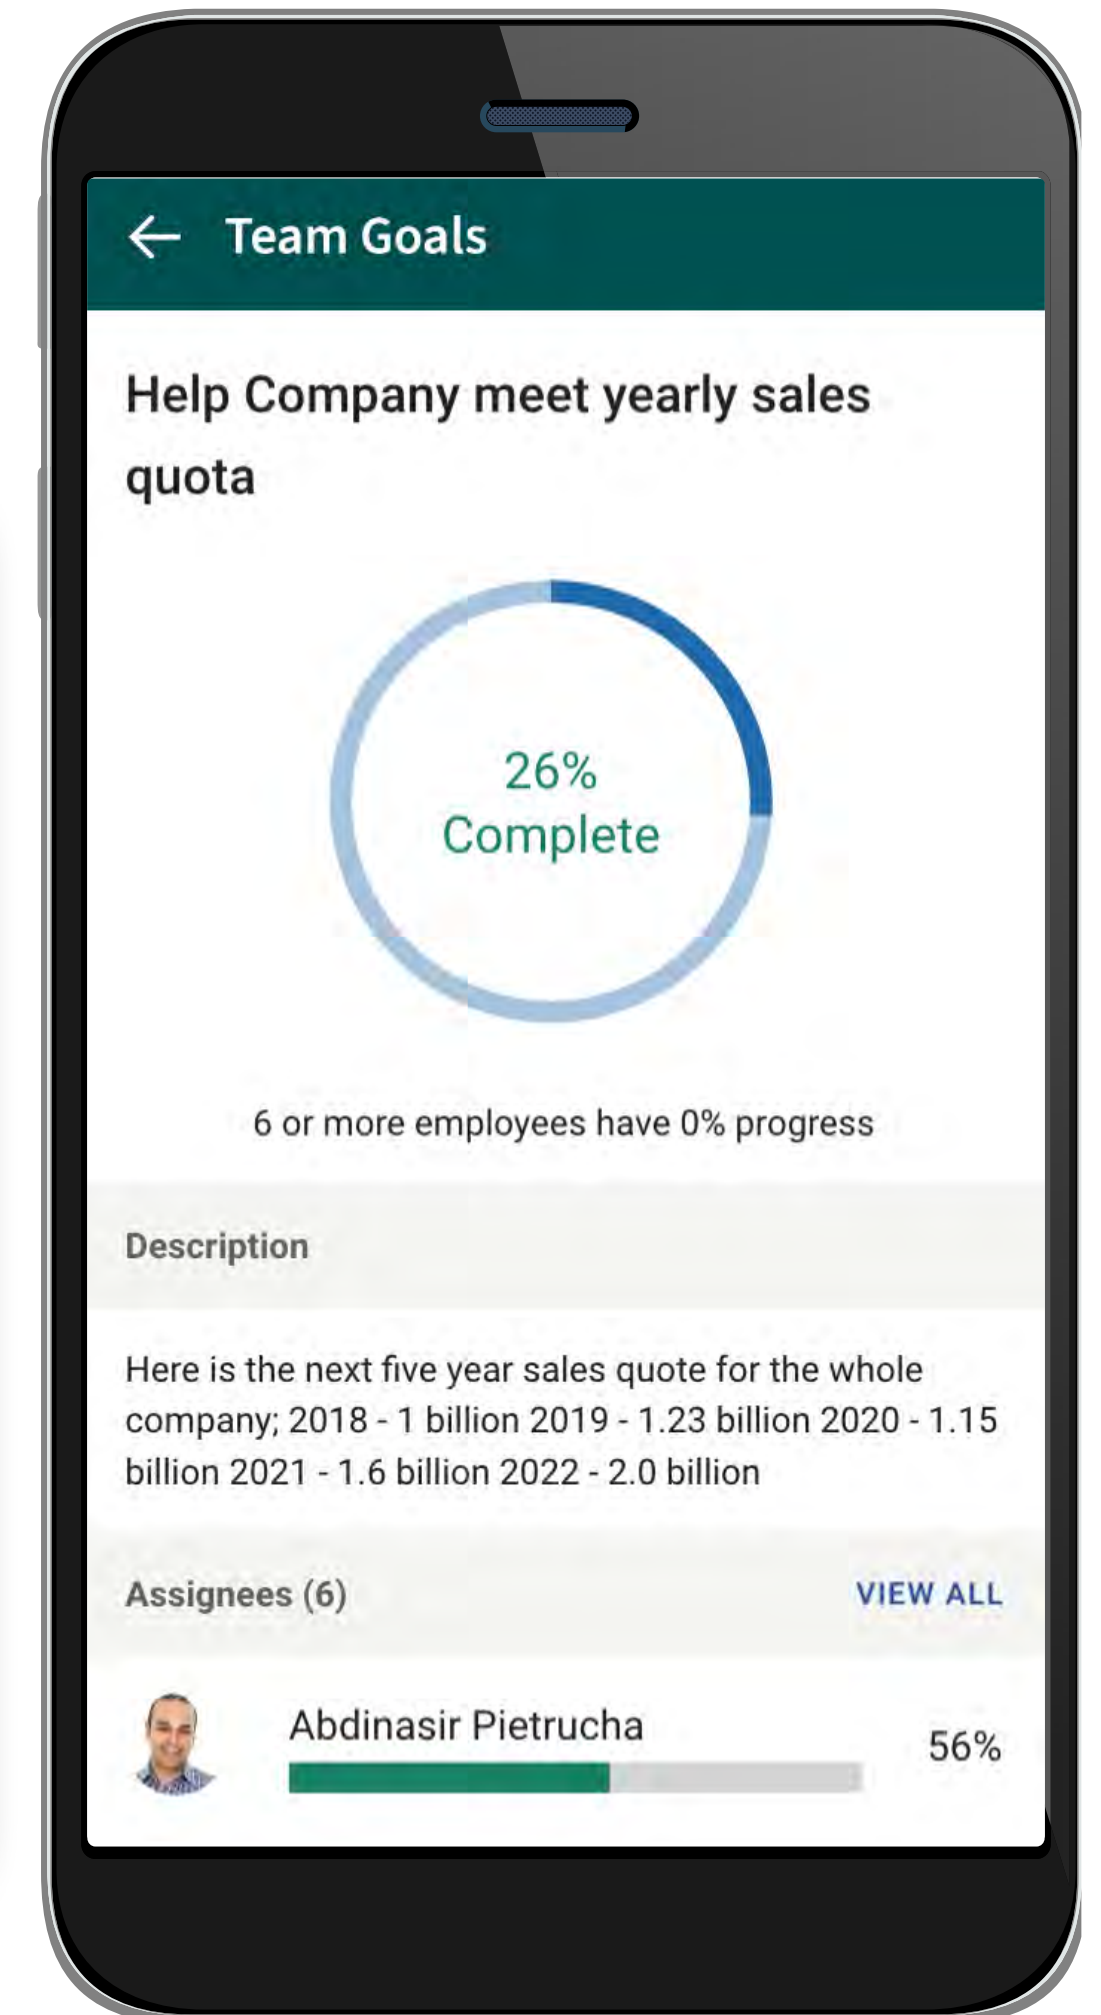 Team Goals
Help Company meet yearly sales
quota
26%
Complete
6 or more employees have 0% progress
Description
Here is the next five year sales quote for the whole
company; 2018 - 1 billion 2019 - 1.23 billion 2020 - 1.15
billion 2021 - 1.6 billion 2022 - 2.0 billion
Assignees (6)
VIEW ALL
Abdinasir Pietrucha
56%